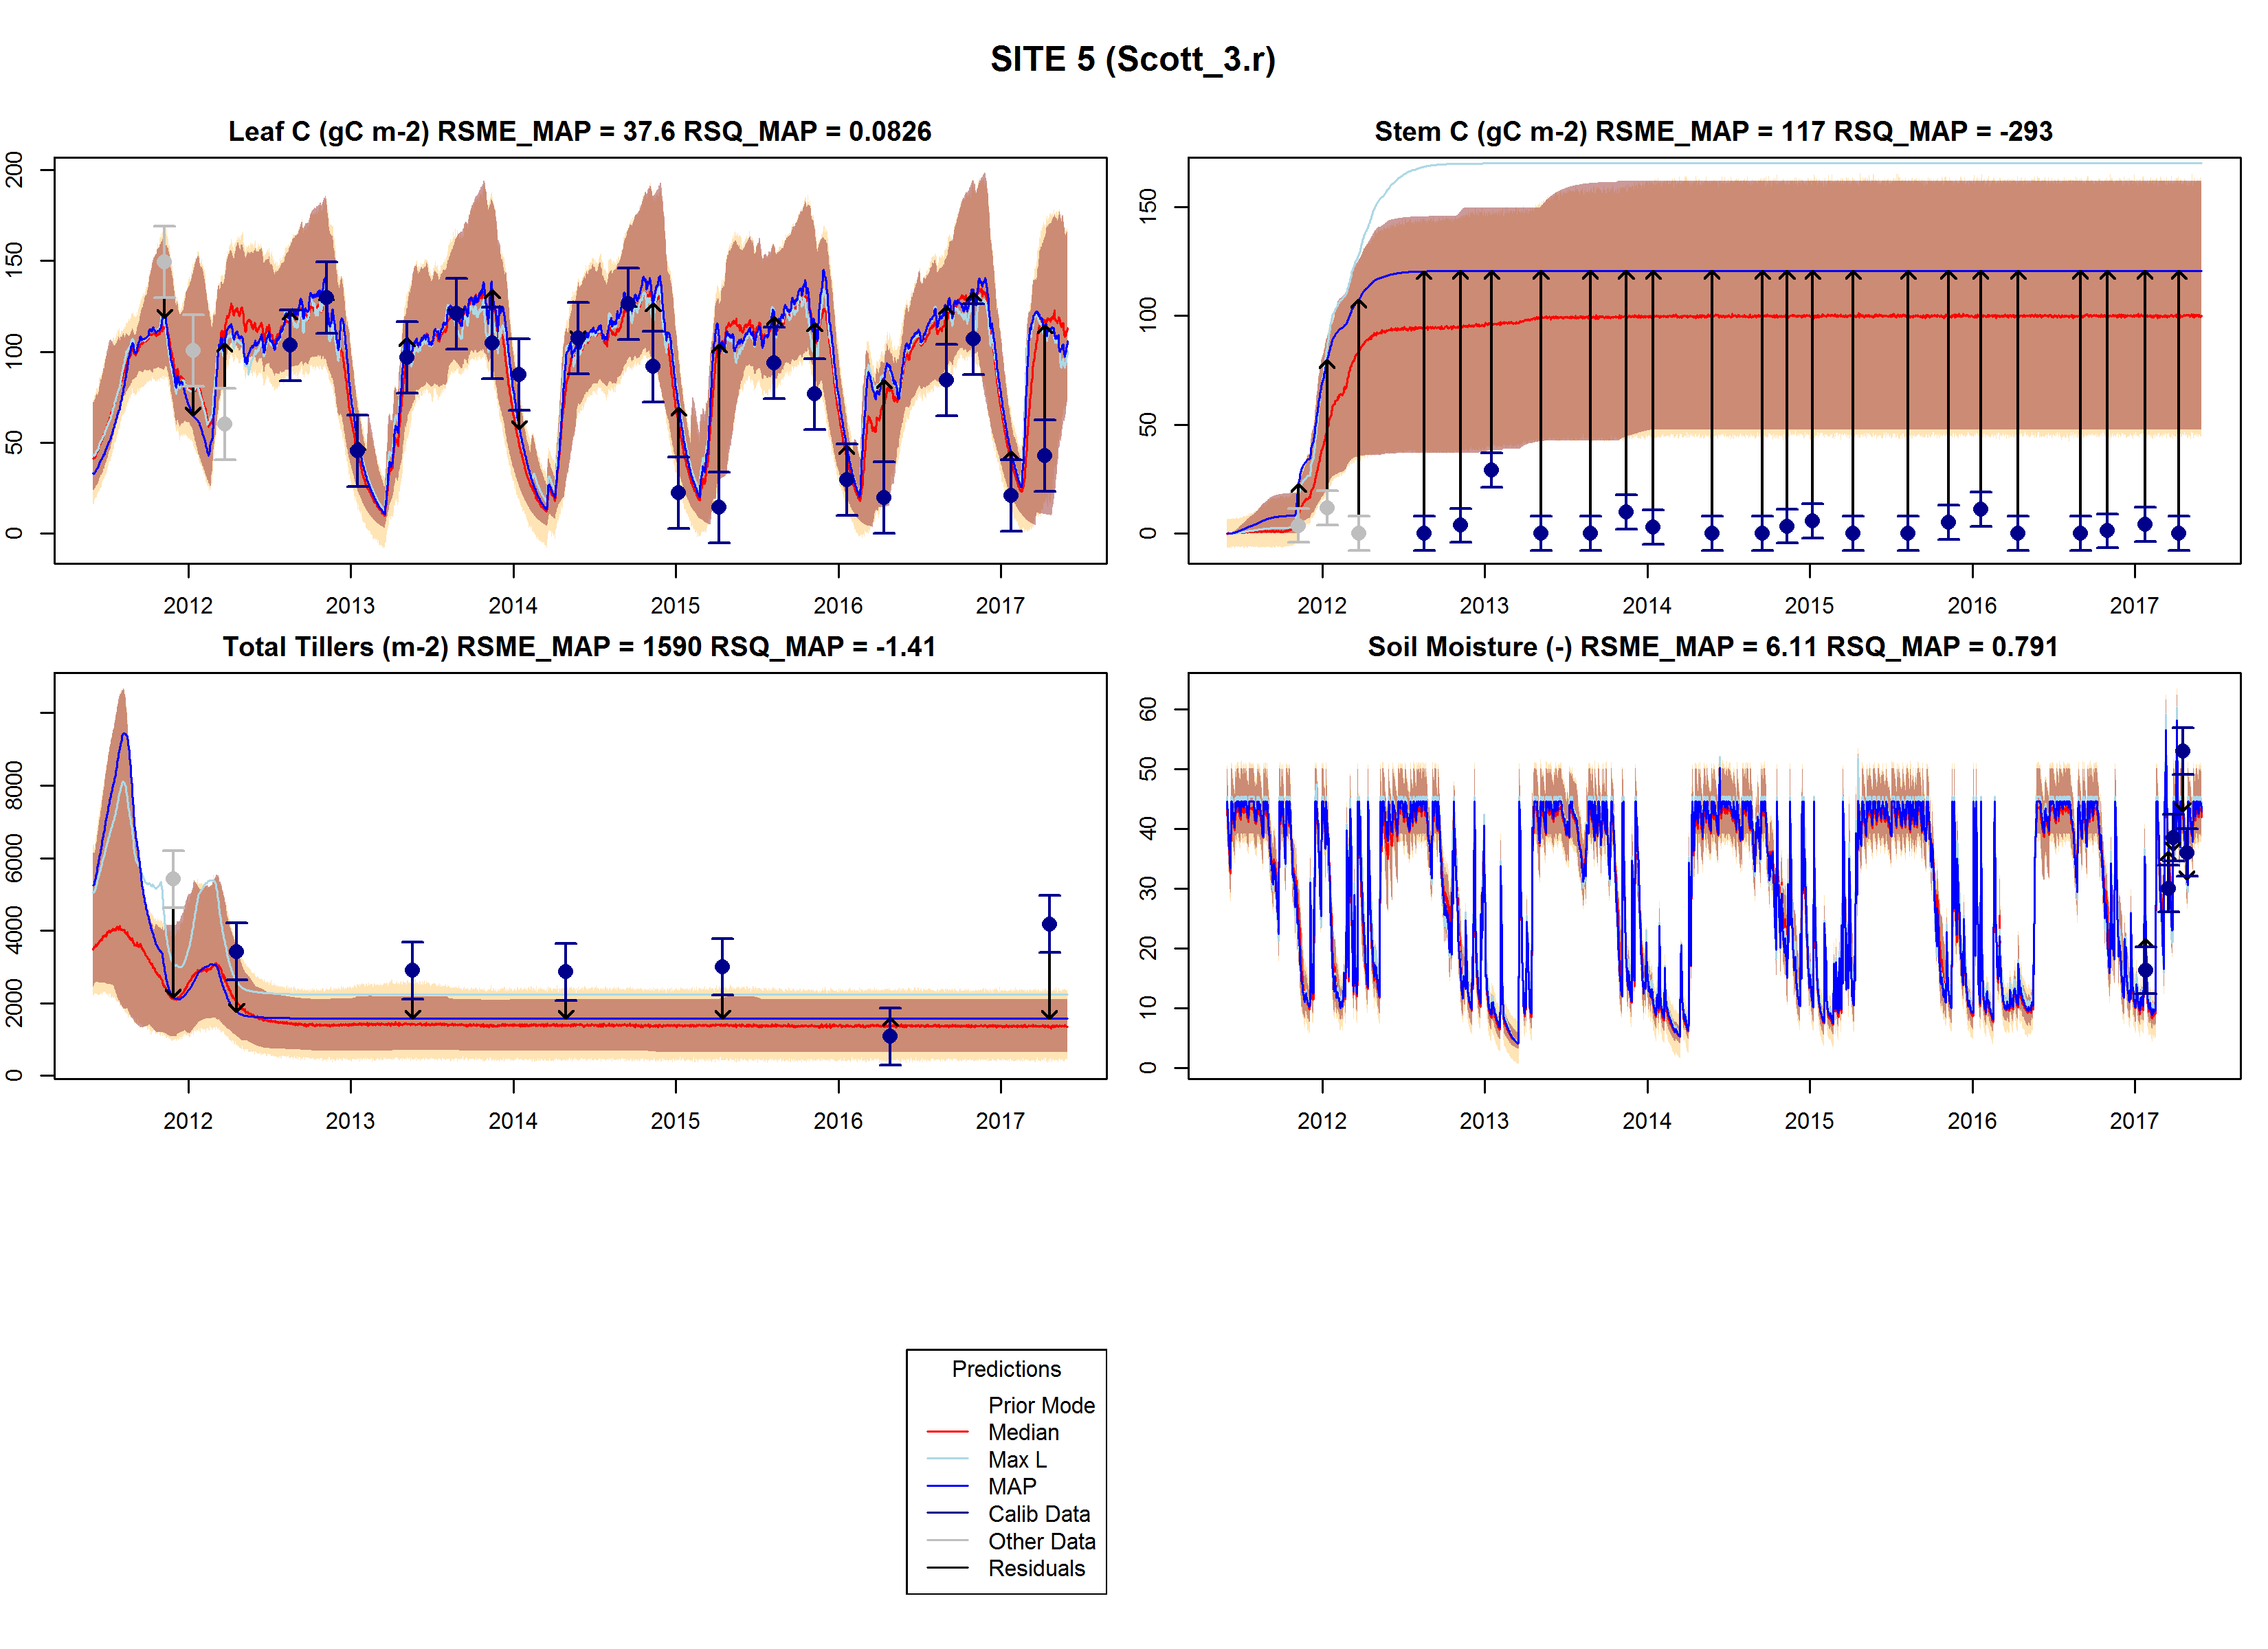 SITE 5 (Scott_3.r)
Leaf C (gC m-2) RSME_MAP = 37.6 RSQ_MAP = 0.0826
200
150
100
50
0
2012 2013 2014 2015 2016 2017
Stem C (gC m-2) RSME_MAP = 117 RSQ_MAP = -293
150
100
50
0
2012 2013 2014 2015 2016 2017
Total Tillers (m-2) RSME_MAP = 1590 RSQ_MAP = -1.41
8000
6000
4000
2000
0
2012 2013 2014 2015 2016 2017
Soil Moisture (-) RSME_MAP = 6.11 RSQ_MAP = 0.791
60
50
40
30
20
10
0
2012 2013 2014 2015 2016 2017
Predictions
Prior Mode
Median
Max L
MAP
Calib Data
Other Data
Residuals